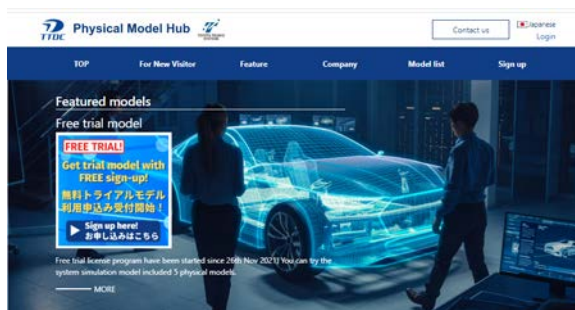 TTDC Physical Model Hub
Contact us
Japanese
Login
TOP For New Visitor Feature Company Model list Sign up
Featured models
Free trial model
FREE TRIAL!
Get trial model with
FREE sign-up!
無料トライアルモデル
利用申込み受付開始！
Sign up here!
お申し込みはこちら
Free trial license program have been started since 26th Nov 2021! You can try the
system simulation model included 5 physical models.
MORE